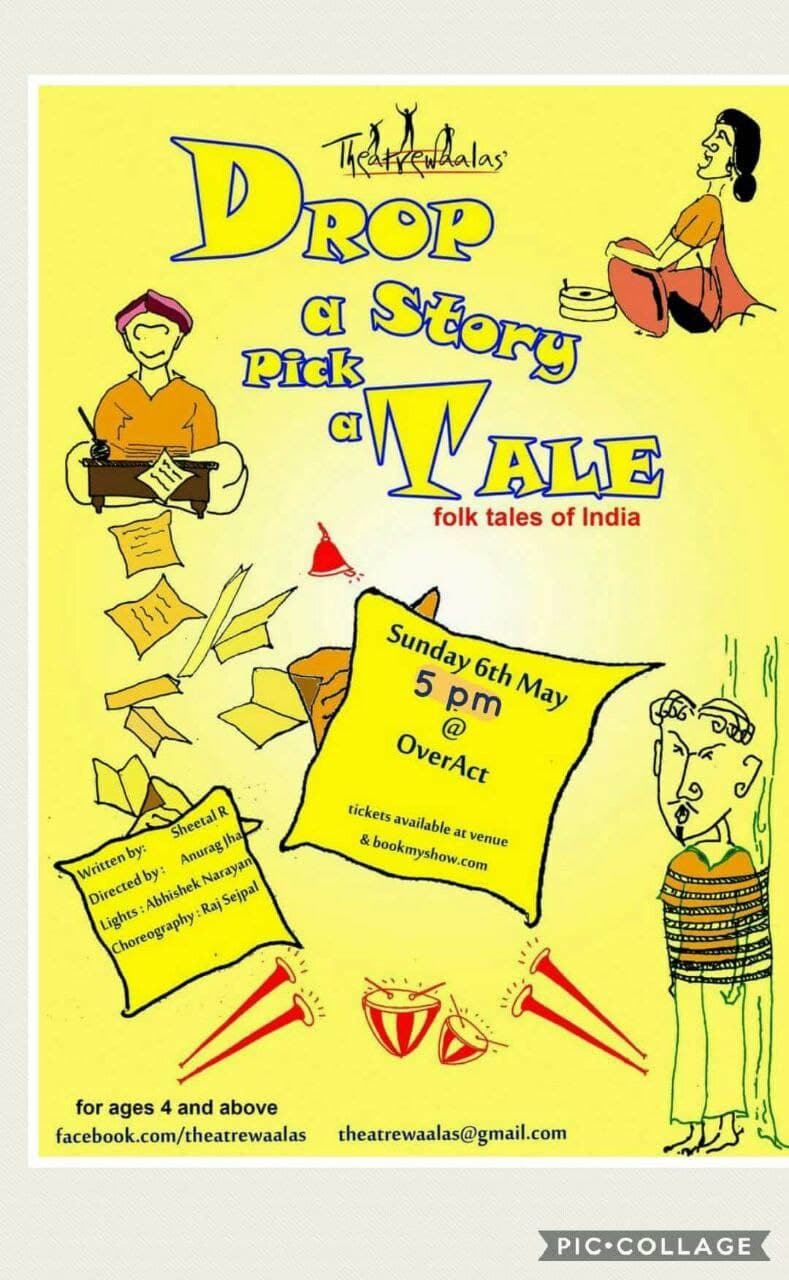 Theatrewaalas'
DROP
a Story
Pick
a TALE
folk tales of India
Sunday 6th May
5 pm
@
OverAct
tickets available at venue
& bookmyshow.com
Written by: Sheetal R
Directed by : Anurag Jha
Lights : Abhishek Narayan
Choreography : Raj Sejpal
for ages 4 and above
facebook.com/theatrewaalas theatrewaalas@gmail.com
PIC•COLLAGE